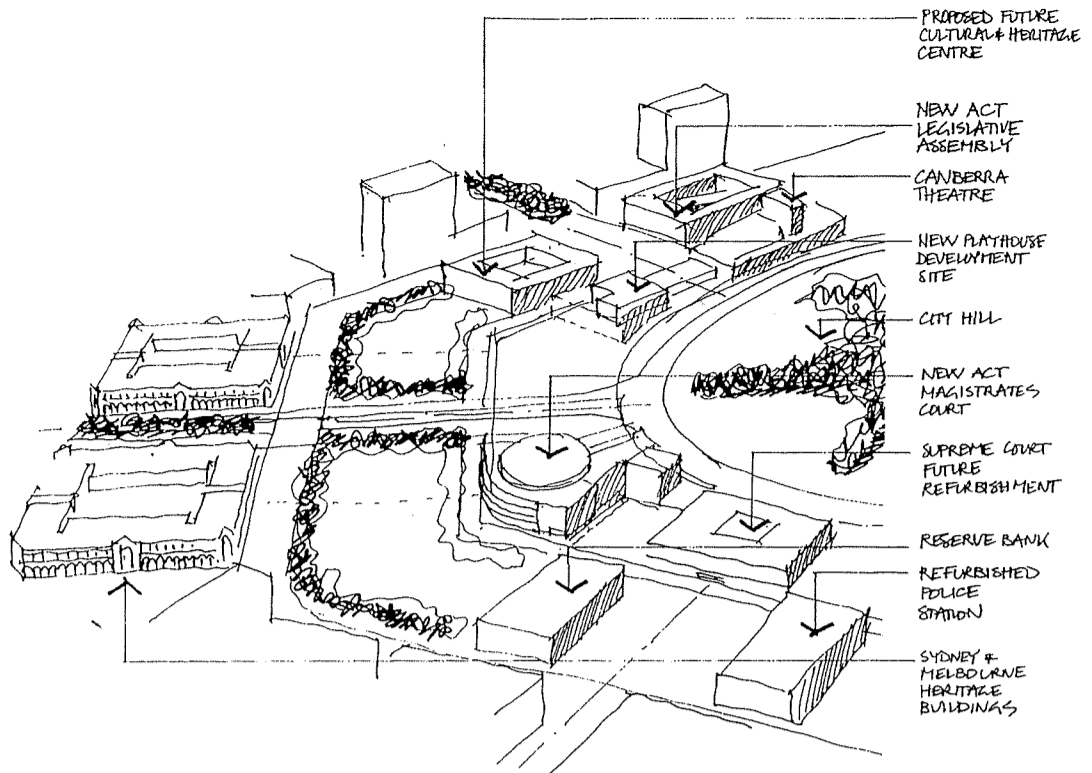 PROPOSED FUTURE
CULTURAL & HERITAGE
CENTRE
NEW ACT
LEGISLATIVE
ASSEMBLY
CANBERRA
THEATRE
NEW PLAYHOUSE
DEVELOPMENT
SITE
CITY HILL
NEW ACT
MAGISTRATES
COURT
SUPREME COURT
FUTURE
REFURBISHMENT
RESERVE BANK
REFURBISHED
POLICE
STATION
SYDNEY &
MELBOURNE
HERITAGE
BUILDINGS